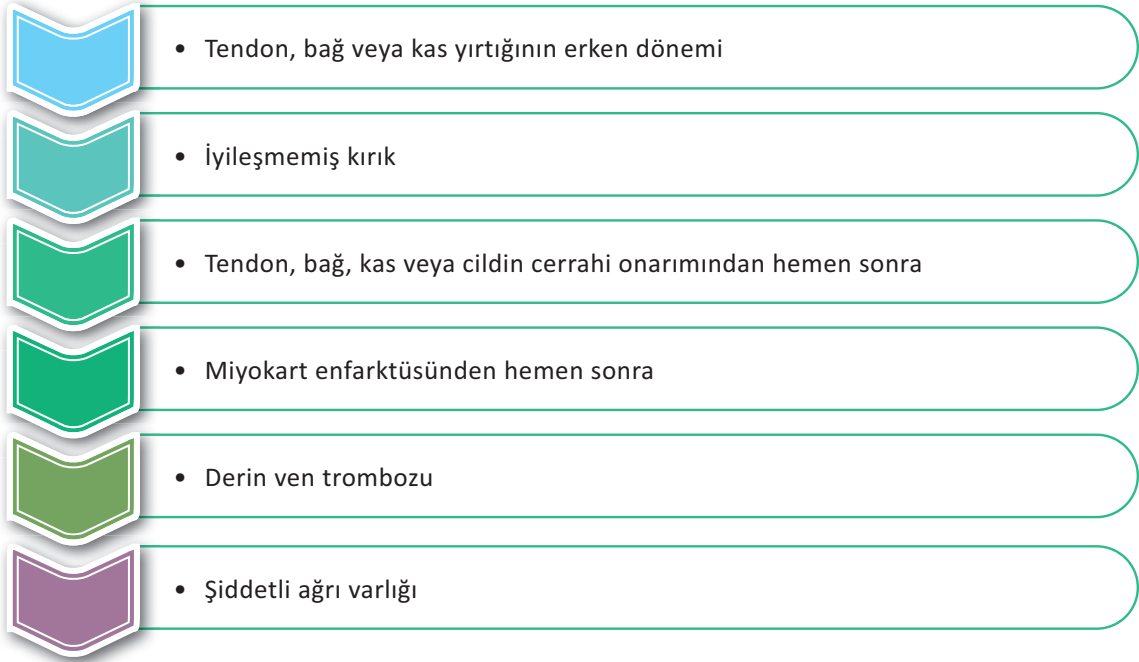 • Tendon, bağ veya kas yırtığının erken dönemi
• İyileşmemiş kırık
• Tendon, bağ, kas veya cildin cerrahi onarımından hemen sonra
• Miyokart enfarktüsünden hemen sonra
• Derin ven trombozu
• Şiddetli ağrı varlığı